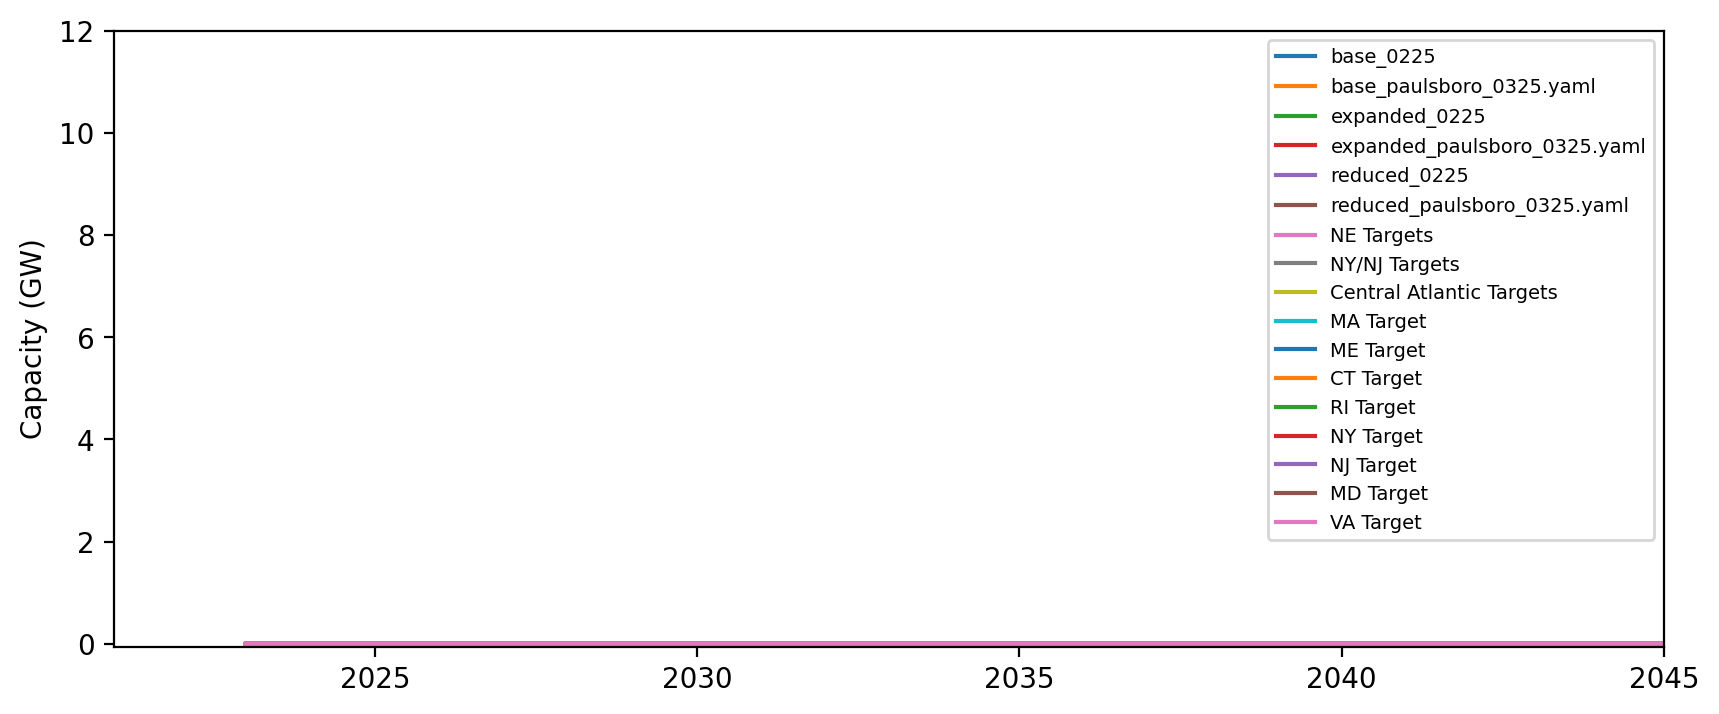 Capacity (GW)
12
10
8
6
4
2
0
2025
2030
2035
2040
2045
base_0225
base_paulsboro_0325.yaml
expanded_0225
expanded_paulsboro_0325.yaml
reduced_0225
reduced_paulsboro_0325.yaml
NE Targets
NY/NJ Targets
Central Atlantic Targets
MA Target
ME Target
CT Target
RI Target
NY Target
NJ Target
MD Target
VA Target